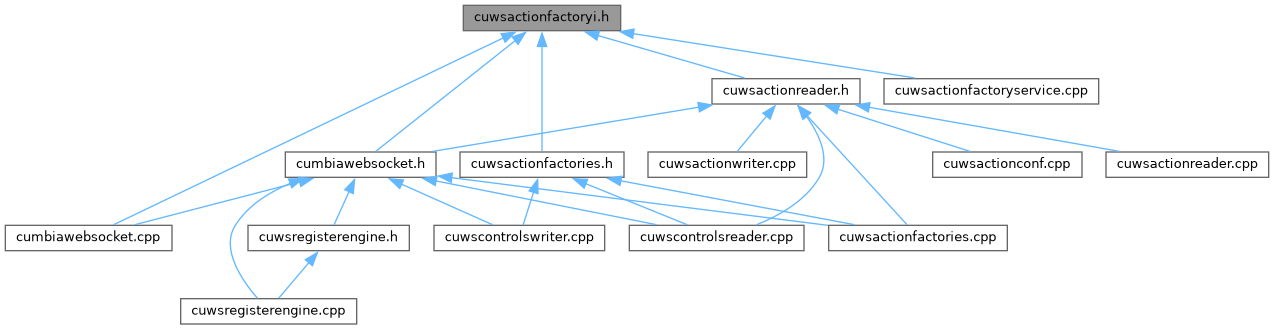 cuwsactionfactoryi.h
cuwsactionreader.h
cuwsactionfactoryservice.cpp
cumbiawebsocket.h
cuwsactionfactories.h
cuwsactionwriter.cpp
cuwsactionconf.cpp
cuwsactionreader.cpp
cumbiawebsocket.cpp
cuwsregisterengine.h
cuwscontrolswriter.cpp
cuwscontrolsreader.cpp
cuwsactionfactories.cpp
cuwsregisterengine.cpp